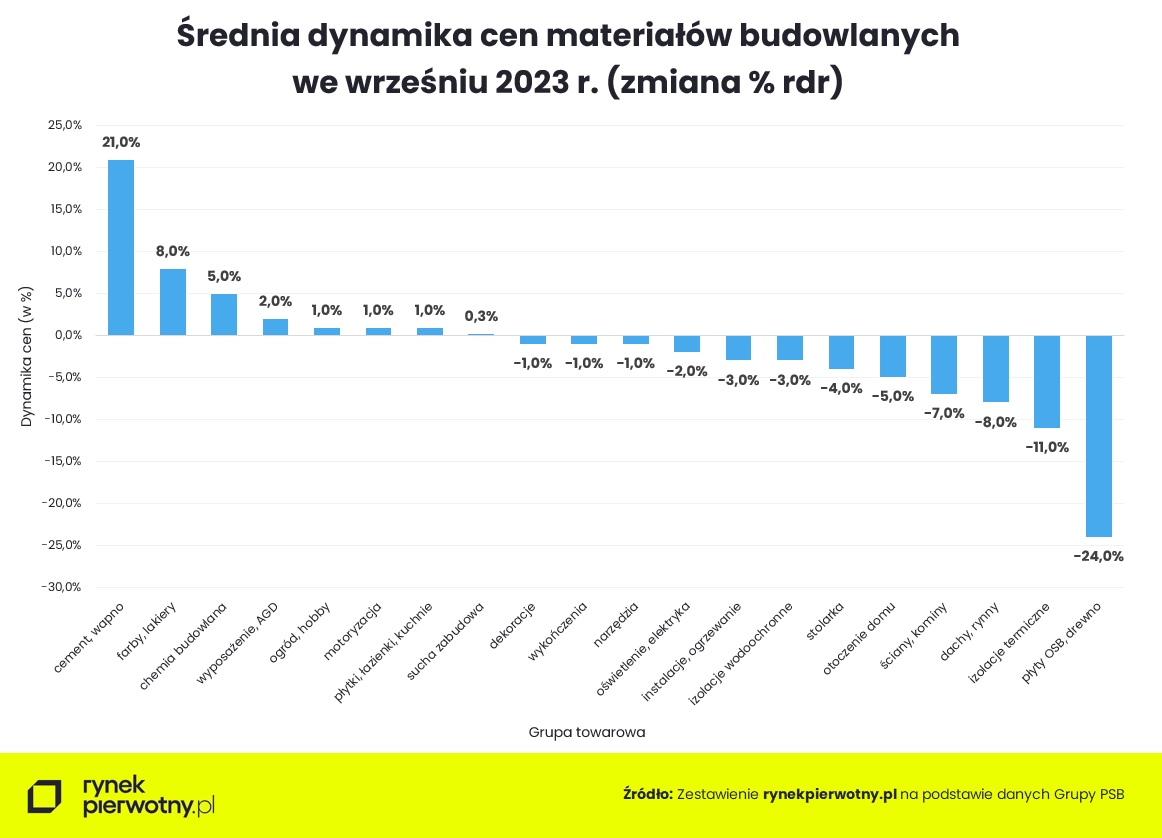 Średnia dynamika cen materiałów budowlanych
we wrześniu 2023 r. (zmiana % rdr)
25,0%
20,0%
15,0%
10,0%
5,0%
0,0%
−5,0%
−10,0%
−15,0%
−20,0%
−25,0%
−30,0%
Dynamika cen (w %)
21,0%
8,0%
5,0%
2,0%
1,0%
1,0%
1,0%
0,3%
−1,0%
−1,0%
−1,0%
−2,0%
−3,0%
−3,0%
−4,0%
−5,0%
−7,0%
−8,0%
−11,0%
−24,0%
cement, wapno
farby, lakiery
chemia budowlana
wyposażenie, AGD
ogród, hobby
motoryzacja
płytki, łazienki, kuchnie
sucha zabudowa
dekoracje
wykończenia
narzędzia
oświetlenie, elektryka
instalacje, ogrzewanie
izolacje wodoochronne
stolarka
otoczenie domu
ściany, kominy
dachy, rynny
izolacje termiczne
płyty OSB, drewno
Grupa towarowa
rynek
pierwotny.pl
Źródło: Zestawienie rynekpierwotny.pl na podstawie danych Grupy PSB